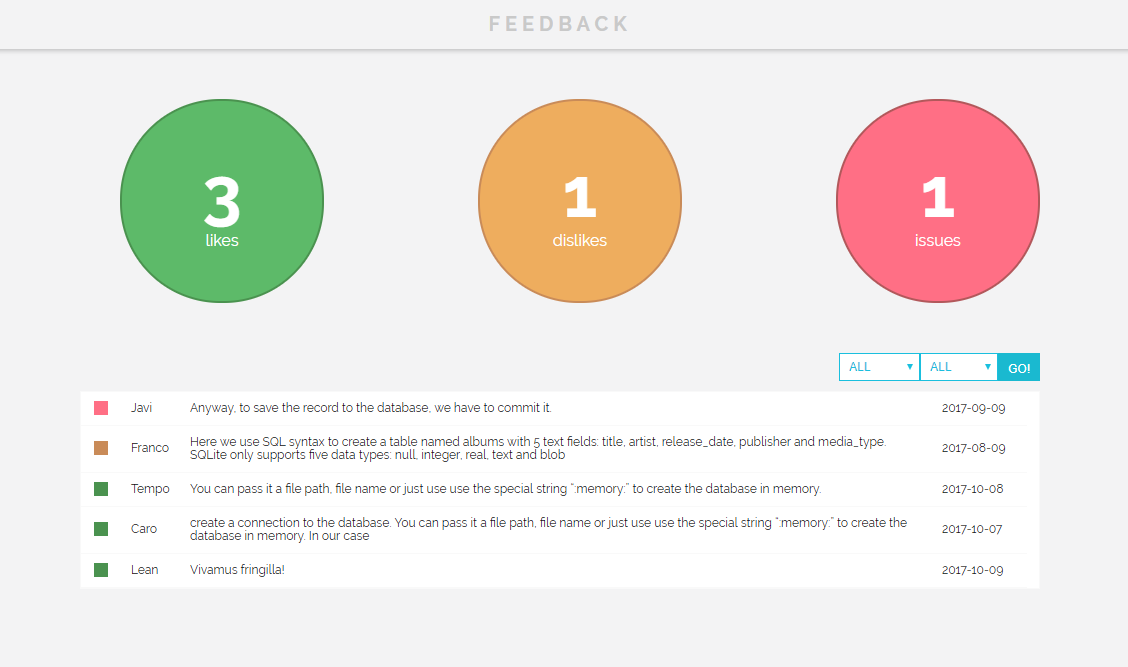 FEEDBACK
3
likes
1
dislikes
1
issues
ALL ▼ ALL ▼ GO!
Javi Anyway, to save the record to the database, we have to commit it. 2017-09-09
Franco Here we use SQL syntax to create a table named albums with 5 text fields: title, artist, release_date, publisher and media_type. 2017-08-09
SQLite only supports five data types: null, integer, real, text and blob
Tempo You can pass it a file path, file name or just use use the special string “:memory:” to create the database in memory. 2017-10-08
Caro create a connection to the database. You can pass it a file path, file name or just use use the special string “:memory:” to create the 2017-10-07
database in memory. In our case
Lean Vivamus fringilla! 2017-10-09